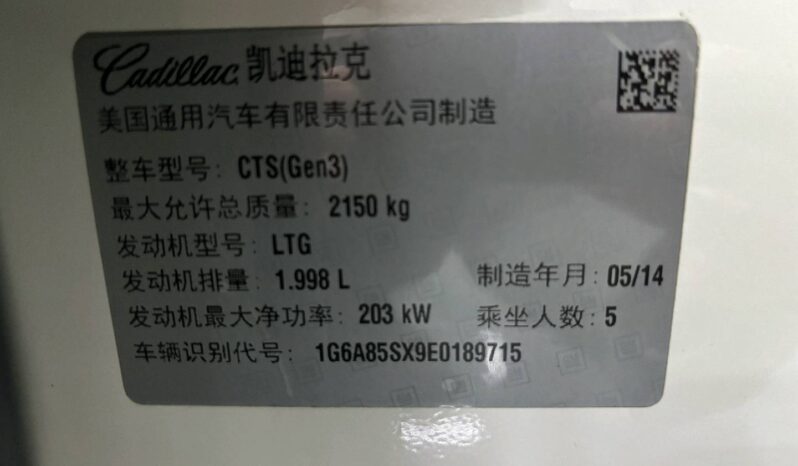 Cadillac 凯迪拉克
美国通用汽车有限责任公司制造
整车型号: CTS(Gen3)
最大允许总质量: 2150 kg
发动机型号: LTG
发动机排量: 1.998 L 制造年月: 05/14
发动机最大净功率: 203 kW 乘坐人数: 5
车辆识别代号: 1G6A85SX9E0189715